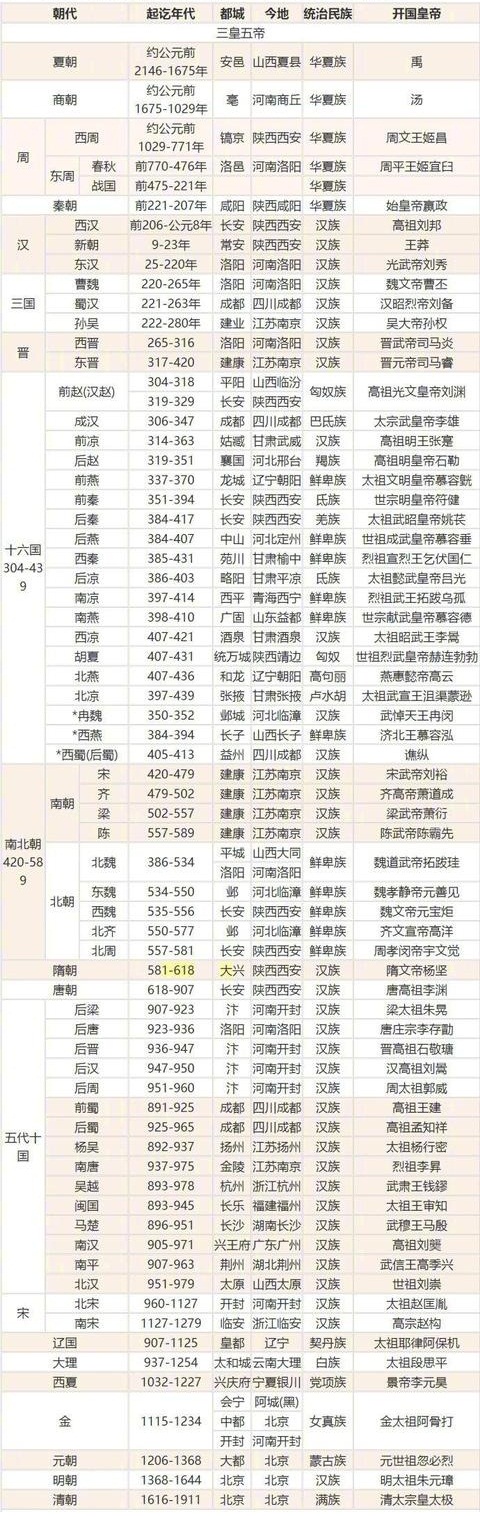 朝代 起讫年代 都城 今地 统治民族 开国皇帝
三皇五帝
夏朝 约公元前2146-1675年 安邑 山西夏县 华夏族 禹
商朝 约公元前1675-1029年 亳 河南商丘 华夏族 汤
周 西周 约公元前1029-771年 镐京 陕西西安 华夏族 周文王姬昌
东周 春秋 前770-476年 洛邑 河南洛阳 华夏族 周平王姬宜臼
战国 前475-221年 华夏族
秦朝 前221-207年 咸阳 陕西咸阳 华夏族 始皇帝嬴政
汉 西汉 前206-公元8年 长安 陕西西安 汉族 高祖刘邦
新朝 9-23年 常安 陕西西安 汉族 王莽
东汉 25-220年 洛阳 河南洛阳 汉族 光武帝刘秀
三国 曹魏 220-265年 洛阳 河南洛阳 汉族 魏文帝曹丕
蜀汉 221-263年 成都 四川成都 汉族 汉昭烈帝刘备
孙吴 222-280年 建业 江苏南京 汉族 吴大帝孙权
晋 西晋 265-316 洛阳 河南洛阳 汉族 晋武帝司马炎
东晋 317-420 建康 江苏南京 汉族 晋元帝司马睿
十六国304-439 前赵(汉赵) 304-318 平阳 山西临汾 匈奴族 高祖光文皇帝刘渊
319-329 长安 陕西西安
成汉 306-347 成都 四川成都 巴氐族 太宗武皇帝李雄
前凉 314-363 姑臧 甘肃武威 汉族 高祖明王张寔
后赵 319-351 襄国 河北邢台 羯族 高祖明皇帝石勒
前燕 337-370 龙城 辽宁朝阳 鲜卑族 太祖文明皇帝慕容皝
前秦 351-394 长安 陕西西安 氐族 世宗明皇帝苻健
后秦 384-417 长安 陕西西安 羌族 太祖武昭皇帝姚苌
后燕 384-407 中山 河北定州 鲜卑族 世祖成武皇帝慕容垂
西秦 385-431 苑川 甘肃榆中 鲜卑族 烈祖宣烈王乞伏国仁
后凉 386-403 略阳 甘肃平凉 氐族 太祖懿武皇帝吕光
南凉 397-414 西平 青海西宁 鲜卑族 烈祖武王拓跋乌孤
南燕 398-410 广固 山东益都 鲜卑族 世宗献武皇帝慕容德
西凉 407-421 酒泉 甘肃酒泉 汉族 太祖昭武王李暠
胡夏 407-431 统万城 陕西靖边 匈奴 世祖烈武皇帝赫连勃勃
北燕 407-436 和龙 辽宁朝阳 高句丽 燕惠懿帝高云
北凉 397-439 张掖 甘肃张掖 卢水胡 太祖武宣王沮渠蒙逊
*冉魏 350-352 邺城 河北临漳 汉族 武悼天王冉闵
*西燕 384-394 长子 山西长子 鲜卑族 济北王慕容泓
*西蜀(后蜀) 405-413 益州 四川成都 汉族 谯纵
南北朝420-589 南朝 宋 420-479 建康 江苏南京 汉族 宋武帝刘裕
齐 479-502 建康 江苏南京 汉族 齐高帝萧道成
梁 502-557 建康 江苏南京 汉族 梁武帝萧衍
陈 557-589 建康 江苏南京 汉族 陈武帝陈霸先
北朝 北魏 386-534 平城 山西大同 鲜卑族 魏道武帝拓跋珪
洛阳 河南洛阳
东魏 534-550 邺 河北临漳 鲜卑族 魏孝静帝元善见
西魏 535-556 长安 陕西西安 鲜卑族 魏文帝元宝炬
北齐 550-577 邺 河北临漳 鲜卑族 齐文宣帝高洋
北周 557-581 长安 陕西西安 鲜卑族 周孝闵帝宇文觉
隋朝 581-618 大兴 陕西西安 汉族 隋文帝杨坚
唐朝 618-907 长安 陕西西安 汉族 唐高祖李渊
五代十国 后梁 907-923 汴 河南开封 汉族 梁太祖朱晃
后唐 923-936 洛阳 河南洛阳 汉族 唐庄宗李存勖
后晋 936-947 汴 河南开封 汉族 晋高祖石敬瑭
后汉 947-950 汴 河南开封 汉族 汉高祖刘暠
后周 951-960 汴 河南开封 汉族 周太祖郭威
前蜀 891-925 成都 四川成都 汉族 高祖王建
后蜀 925-965 成都 四川成都 汉族 高祖孟知祥
杨吴 892-937 扬州 江苏扬州 汉族 太祖杨行密
南唐 937-975 金陵 江苏南京 汉族 烈祖李昪
吴越 893-978 杭州 浙江杭州 汉族 武肃王钱鏐
闽国 893-945 长乐 福建福州 汉族 太祖王审知
马楚 896-951 长沙 湖南长沙 汉族 武穆王马殷
南汉 905-971 兴王府 广东广州 汉族 高祖刘龑
南平 907-963 荆州 湖北荆州 汉族 武信王高季兴
北汉 951-979 太原 山西太原 汉族 世祖刘崇
宋 北宋 960-1127 开封 河南开封 汉族 太祖赵匡胤
南宋 1127-1279 临安 浙江临安 汉族 高宗赵构
辽国 907-1125 皇都 辽宁 契丹族 太祖耶律阿保机
大理 937-1254 太和城 云南大理 白族 太祖段思平
西夏 1032-1227 兴庆府 宁夏银川 党项族 景帝李元昊
金 1115-1234 会宁 阿城(黑) 女真族 金太祖阿骨打
中都 北京
开封 河南开封
元朝 1206-1368 大都 北京 蒙古族 元世祖忽必烈
明朝 1368-1644 北京 北京 汉族 明太祖朱元璋
清朝 1616-1911 北京 北京 满族 清太宗皇太极